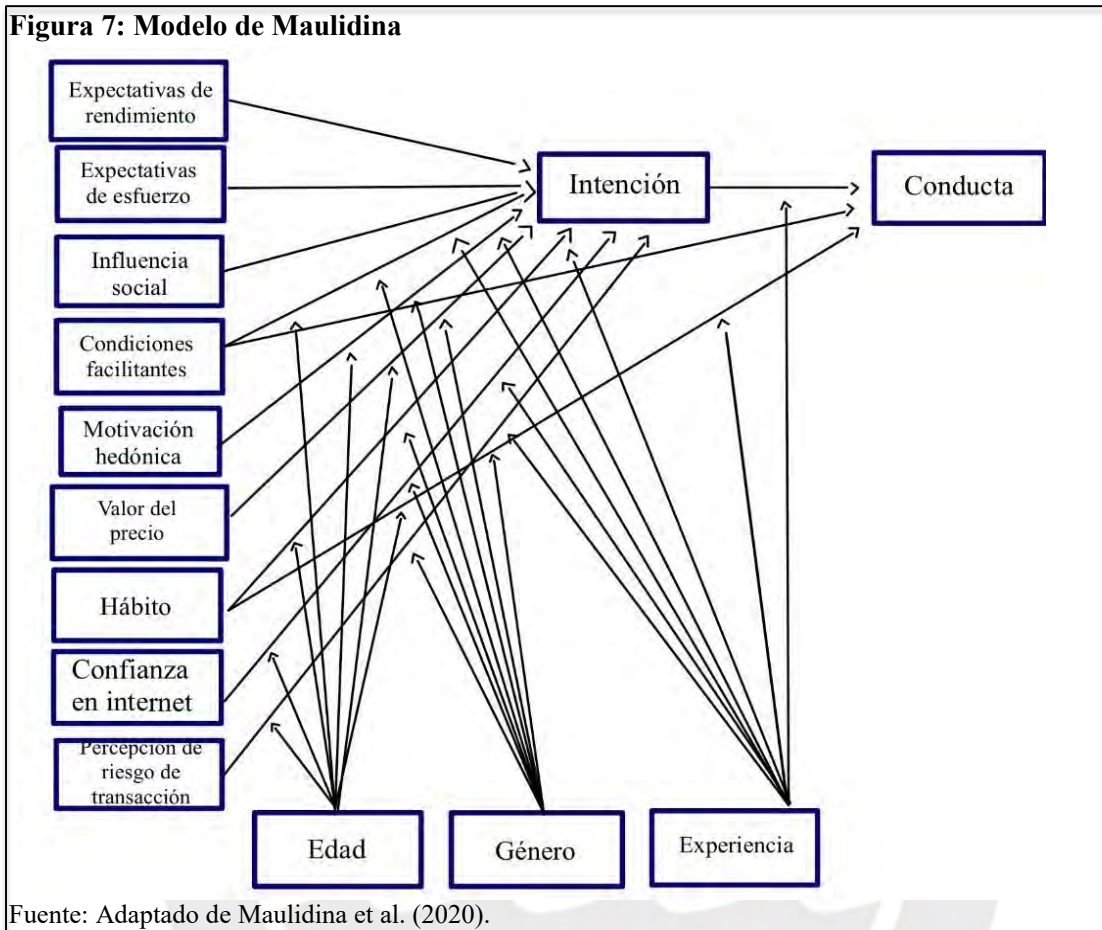 Figura 7: Modelo de Maulidina
Expectativas de
rendimiento
Expectativas
de esfuerzo
Influencia
social
Condiciones
facilitantes
Motivación
hedónica
Valor del
precio
Hábito
Confianza
en internet
Percepción de
riesgo de
transacción
Intención
Conducta
Edad
Género
Experiencia
Fuente: Adaptado de Maulidina et al. (2020).